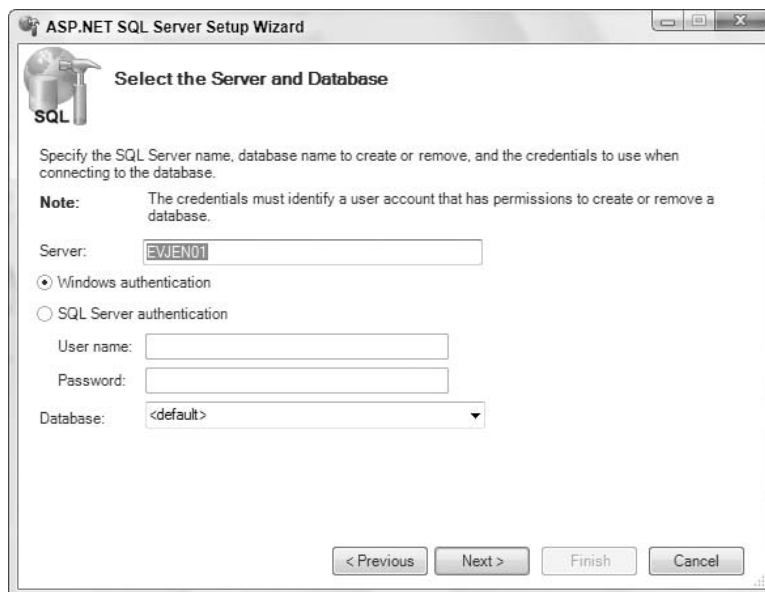 ASP.NET SQL Server Setup Wizard
SQL
Select the Server and Database
Specify the SQL Server name, database name to create or remove, and the credentials to use when
connecting to the database.
Note: The credentials must identify a user account that has permissions to create or remove a
database.
Server: EVJEN01
Windows authentication
SQL Server authentication
User name:
Password:
Database: <default>
< Previous Next > Finish Cancel